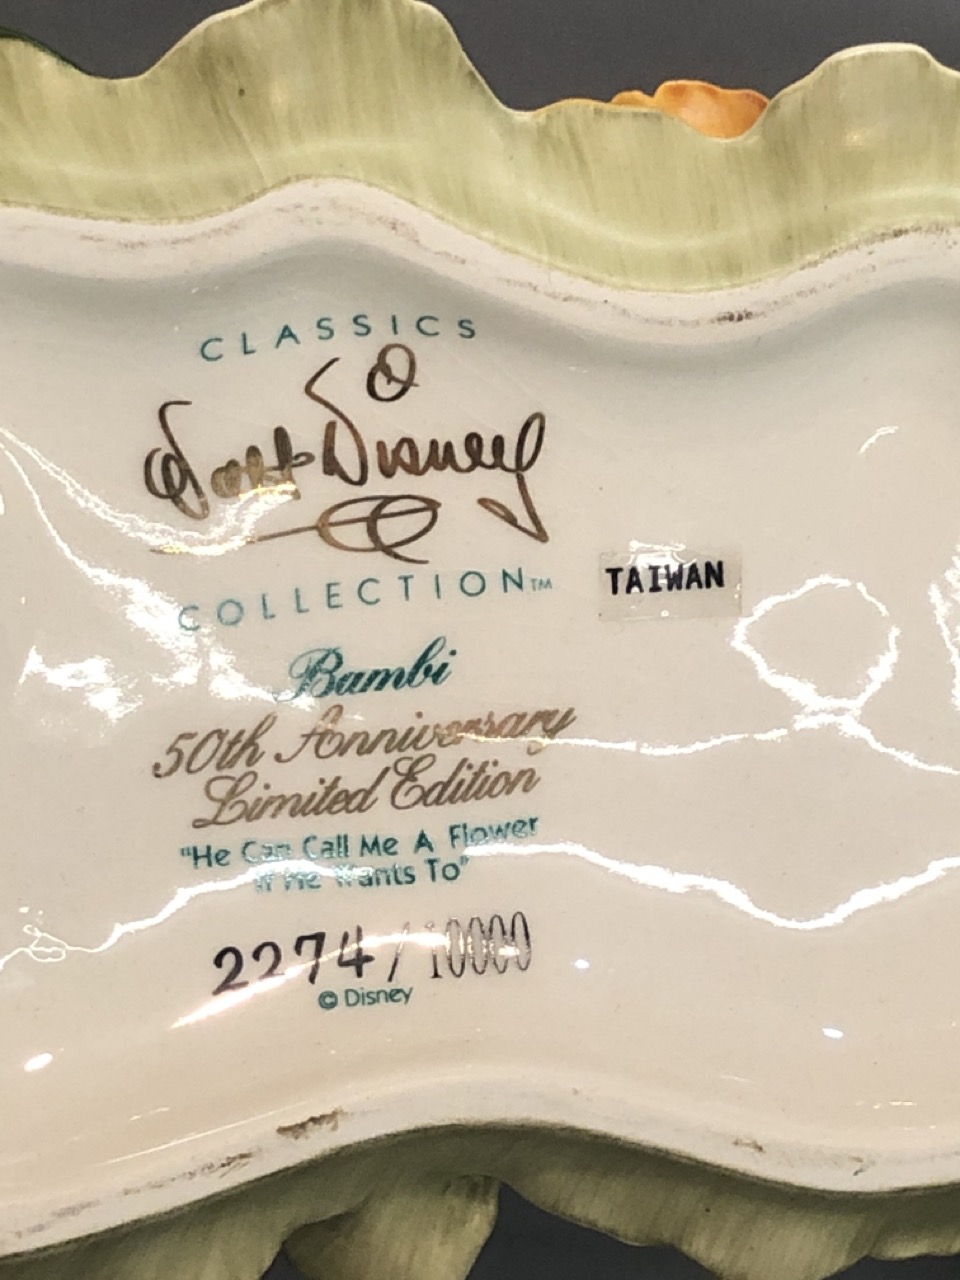 CLASSICS
Walt Disney
COLLECTION™
TAIWAN
Bambi
50th Anniversary
Limited Edition
"He Can Call Me A Flower
If He Wants To"
2274/10000
© Disney